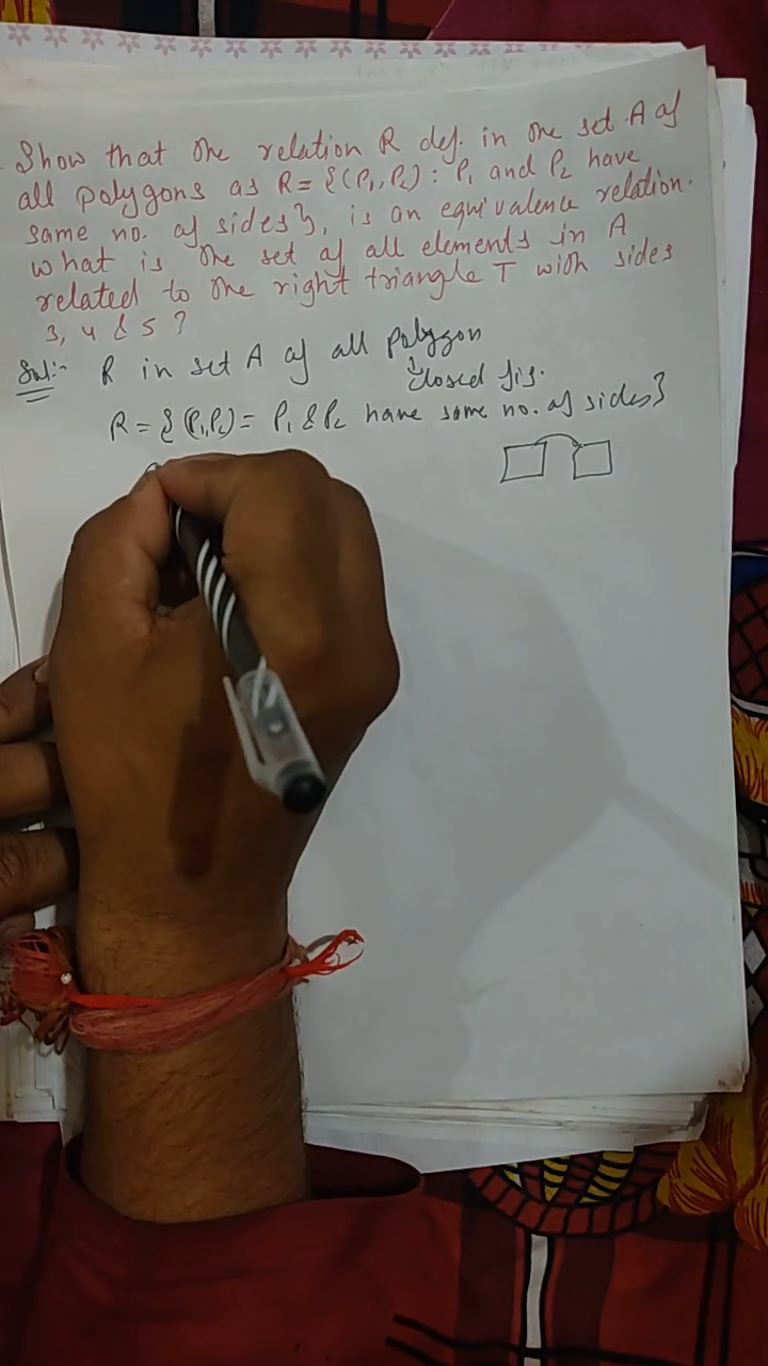 Show that the relation R def. in the set A of
all polygons as R = {(P₁, P₂) : P₁ and P₂ have
same no. of sides}, is an equivalence relation.
what is the set of all elements in A
related to the right triangle T with sides
3, 4 & 5 ?
Sol:- R in set A of all polygon
closed fig.
R = { (P₁,P₂) = P₁ & P₂ have same no. of sides}